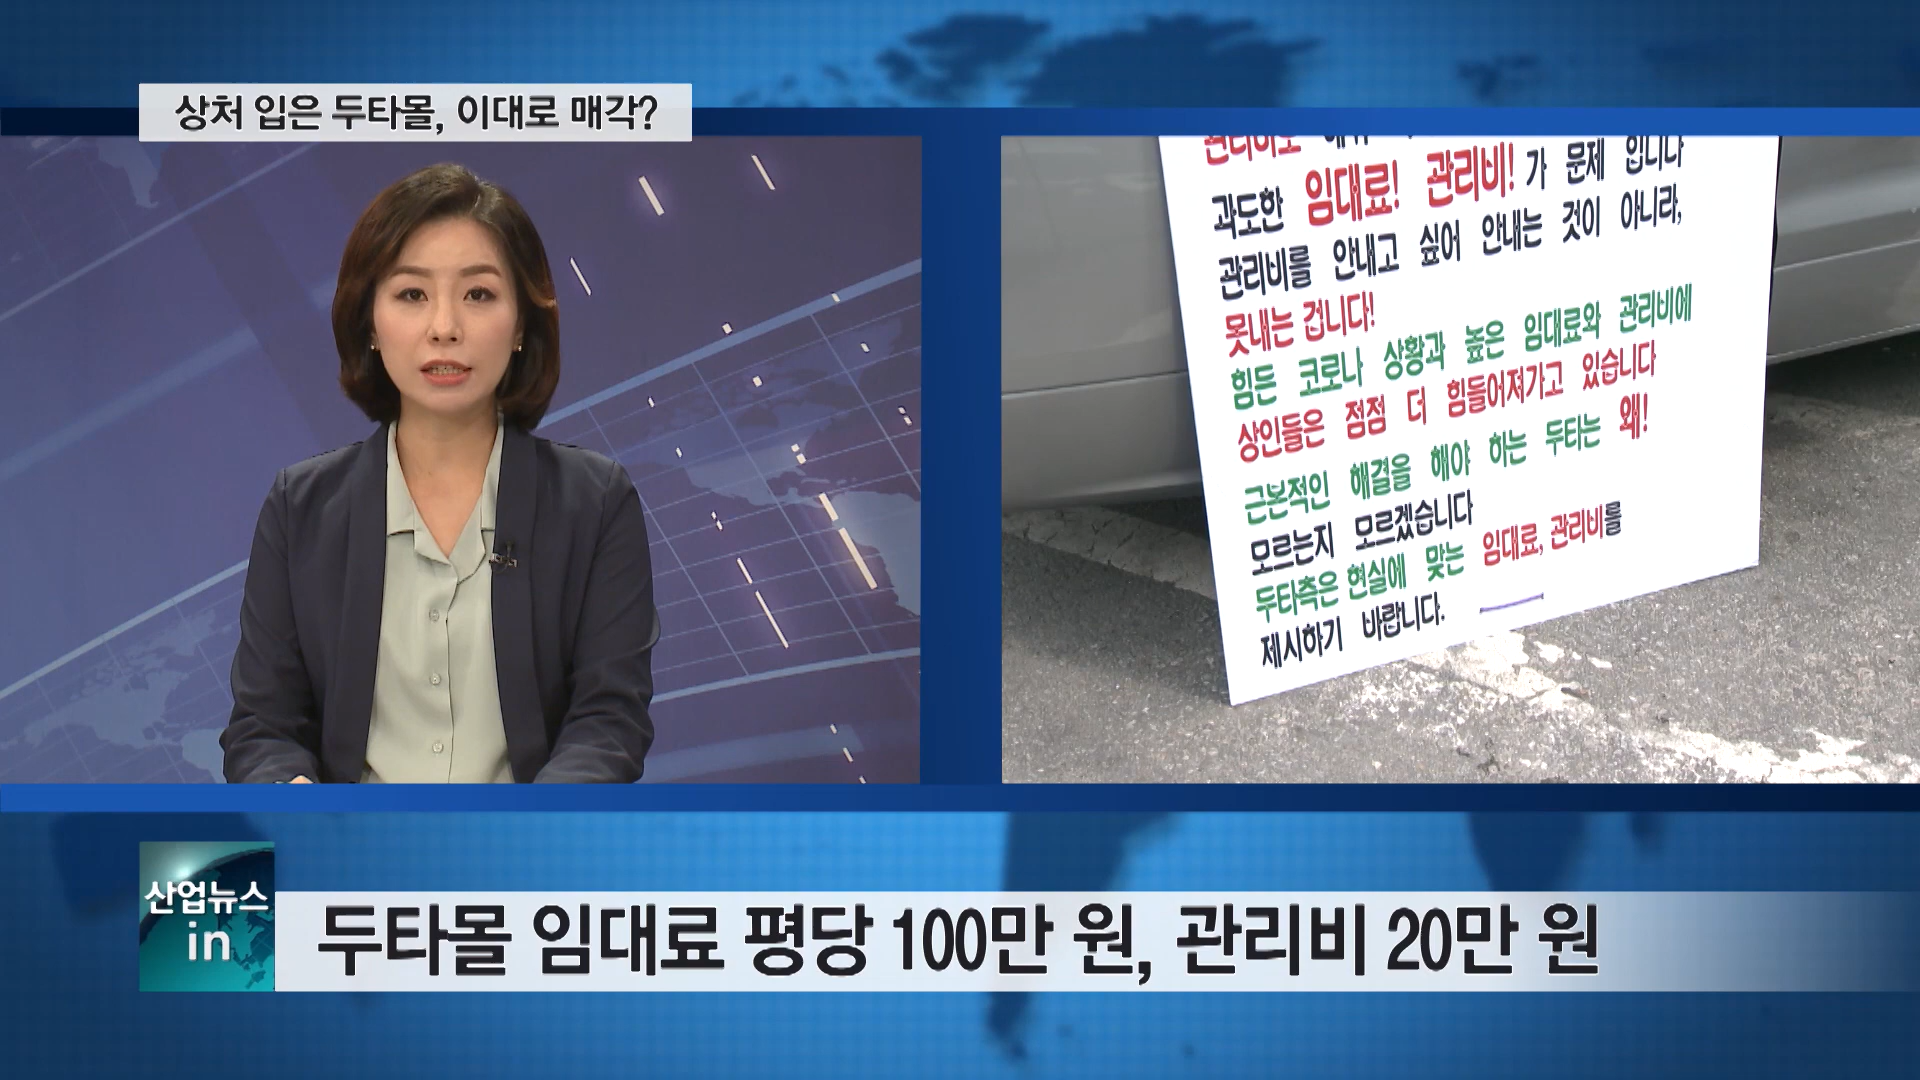 상처 입은 두타몰, 이대로 매각?
과도한 임대료! 관리비!가 문제 입니다
관리비를 안내고 싶어 안내는 것이 아니라,
못내는 겁니다!
힘든 코로나 상황과 높은 임대료와 관리비에
상인들은 점점 더 힘들어져가고 있습니다
근본적인 해결을 해야 하는 두타는 왜!
모르는지 모르겠습니다
두타측은 현실에 맞는 임대료, 관리비를
제시하기 바랍니다.
산업뉴스
in
두타몰 임대료 평당 100만 원, 관리비 20만 원